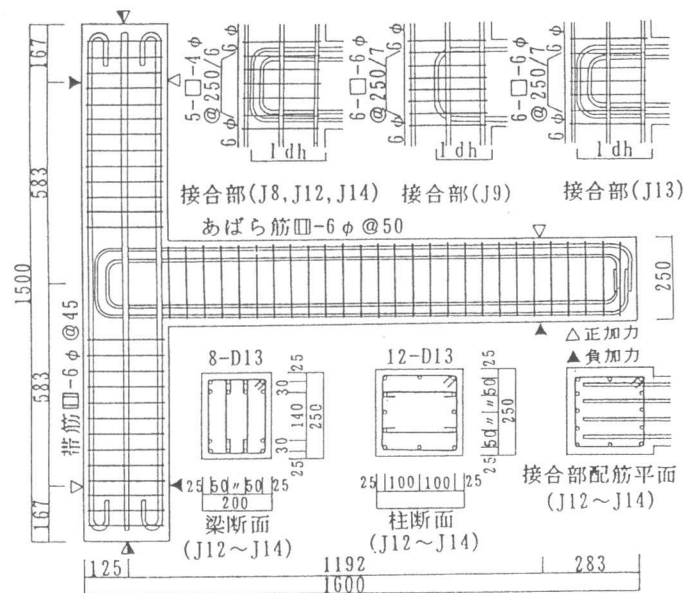 167
583
1500
583
167
帯筋□-6φ@45
5-□-4φ
@250/6
6φ
6φ
6-□-6φ
@250/7
6φ
6φ
6-□-6φ
@250/7
6φ
6φ
ldh
ldh
ldh
接合部(J8,J12,J14)
接合部(J9)
接合部(J13)
あばら筋□-6φ@50
250
△正加力
▲負加力
8-D13
25
30
140
30
25
250
25 50 〃 50 25
200
梁断面
(J12～J14)
12-D13
25
50
〃
50
25
250
25 100 100 25
柱断面
(J12～J14)
接合部配筋平面
(J12～J14)
125
1192
283
1600